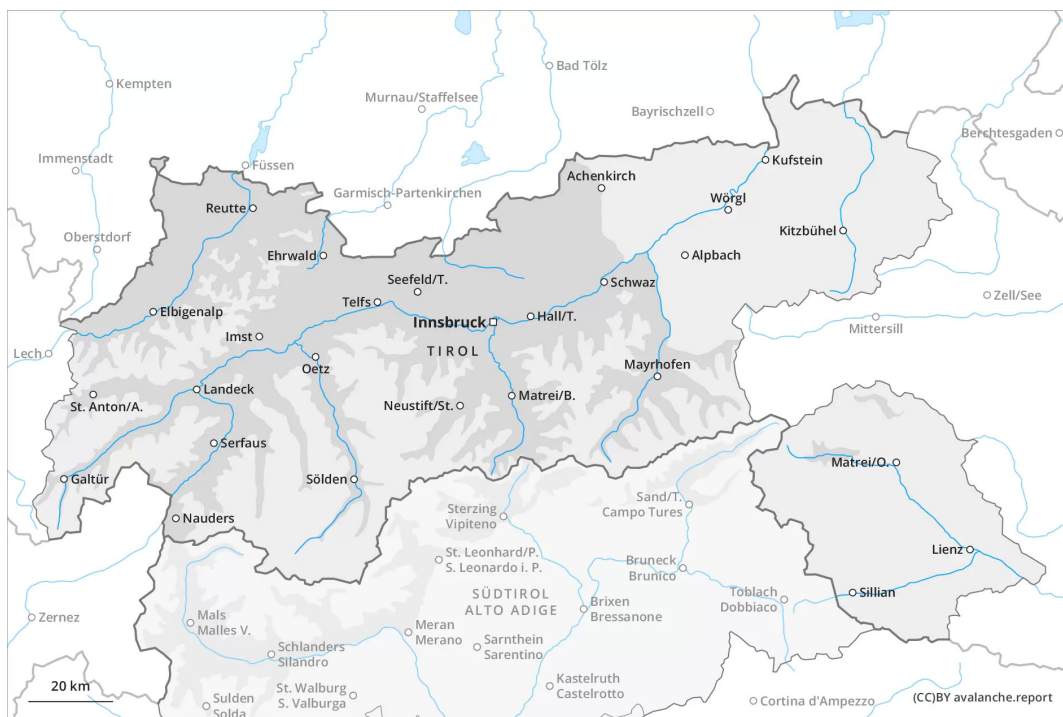 Kempten
Bad Tölz
Murnau/Staffelsee
Bayrischzell
Berchtesgaden
Immenstadt
Füssen
Kufstein
Achenkirch
Garmisch-Partenkirchen
Reutte
Wörgl
Kitzbühel
Oberstdorf
Ehrwald
Alpbach
Seefeld/T.
Schwaz
Zell/See
Telfs
Elbigenalp
Innsbruck
Hall/T.
Mittersill
Imst
Lech
TIROL
Oetz
Mayrhofen
Landeck
St. Anton/A.
Neustift/St.
Matrei/B.
Serfaus
Matrei/O.
Galtür
Sölden
Sand/T.
Campo Tures
Sterzing
Vipiteno
Nauders
Lienz
St. Leonhard/P.
S. Leonardo i. P.
Bruneck
Brunico
SÜDTIROL
ALTO ADIGE
Toblach
Dobbiaco
Sillian
Brixen
Bressanone
Zernez
Mals
Malles V.
Meran
Merano
Sarnthein
Sarentino
Schlanders
Silandro
Kastelruth
Castelrotto
20 km
St. Walburg
S. Valburga
Sulden
Solda
Cortina d'Ampezzo
(CC)BY avalanche.report